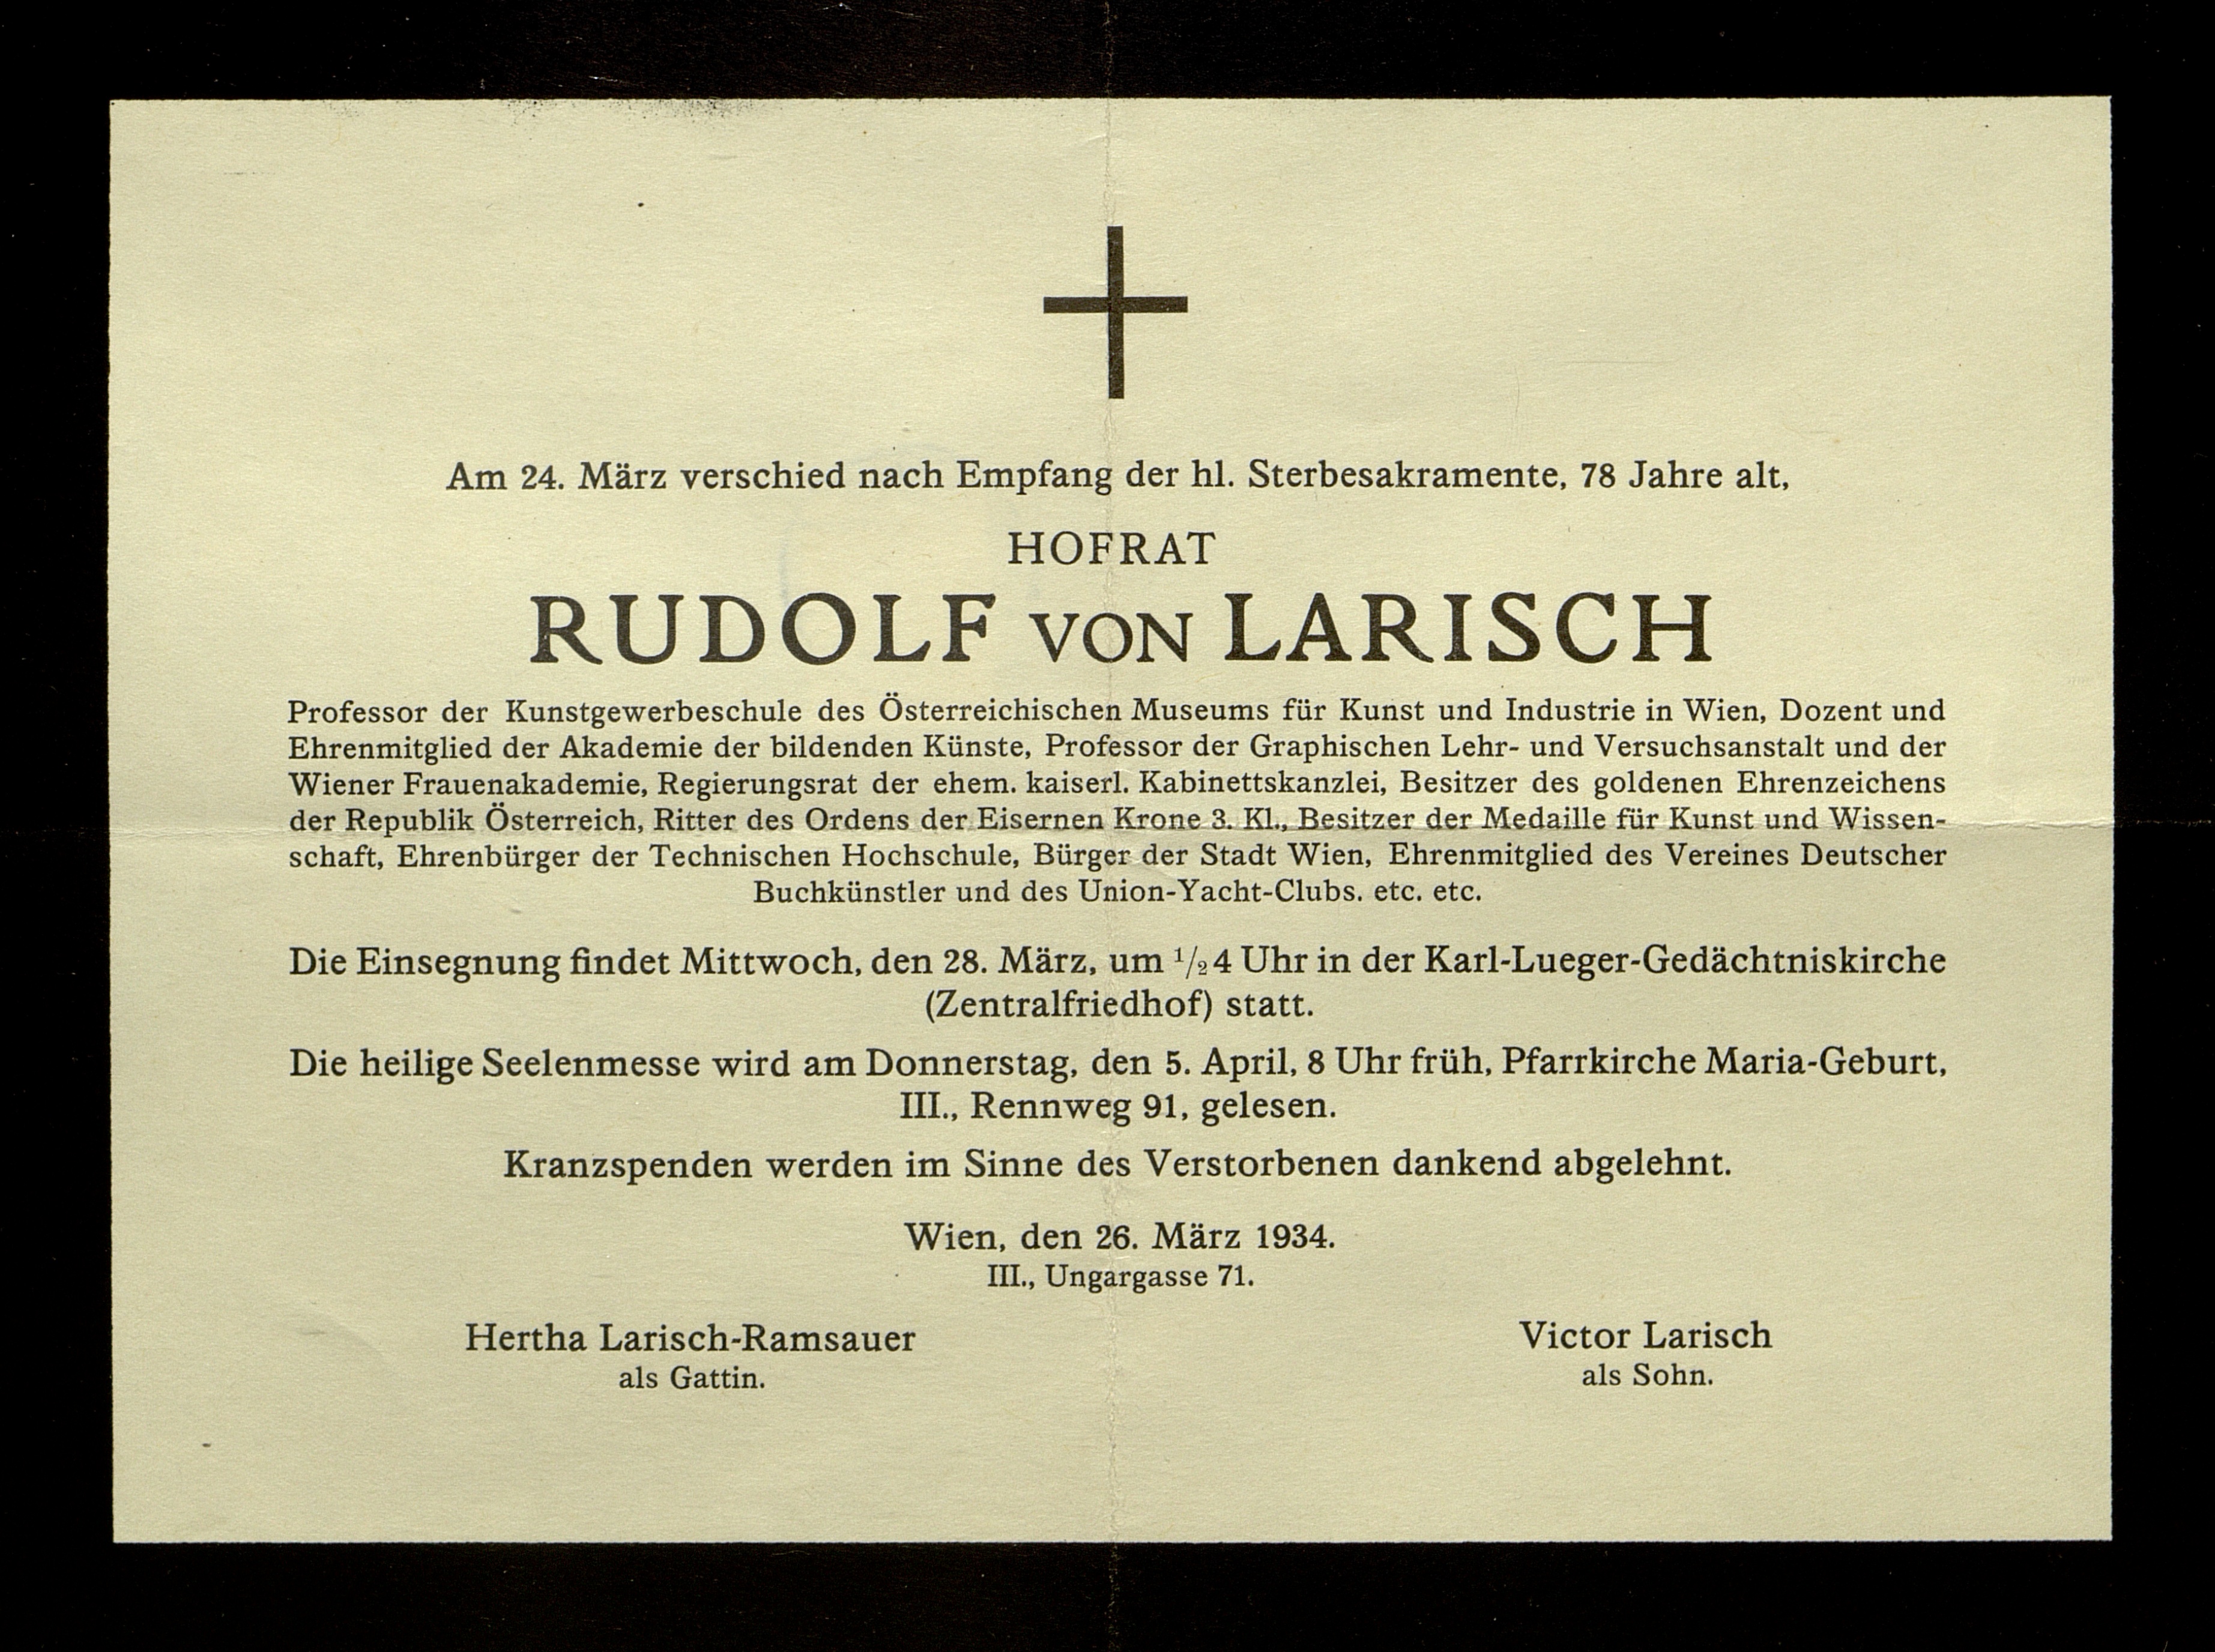 Am 24. März verschied nach Empfang der hl. Sterbesakramente, 78 Jahre alt,
HOFRAT
RUDOLF VON LARISCH
Professor der Kunstgewerbeschule des Österreichischen Museums für Kunst und Industrie in Wien, Dozent und
Ehrenmitglied der Akademie der bildenden Künste, Professor der Graphischen Lehr- und Versuchsanstalt und der
Wiener Frauenakademie, Regierungsrat der ehem. kaiserl. Kabinettskanzlei, Besitzer des goldenen Ehrenzeichens
der Republik Österreich, Ritter des Ordens der Eisernen Krone 3. Kl., Besitzer der Medaille für Kunst und Wissen-
schaft, Ehrenbürger der Technischen Hochschule, Bürger der Stadt Wien, Ehrenmitglied des Vereines Deutscher
Buchkünstler und des Union-Yacht-Clubs. etc. etc.
Die Einsegnung findet Mittwoch, den 28. März, um 1/2 4 Uhr in der Karl-Lueger-Gedächtniskirche
(Zentralfriedhof) statt.
Die heilige Seelenmesse wird am Donnerstag, den 5. April, 8 Uhr früh, Pfarrkirche Maria-Geburt,
III., Rennweg 91, gelesen.
Kranzspenden werden im Sinne des Verstorbenen dankend abgelehnt.
Wien, den 26. März 1934.
III., Ungargasse 71.
Hertha Larisch-Ramsauer
als Gattin.
Victor Larisch
als Sohn.